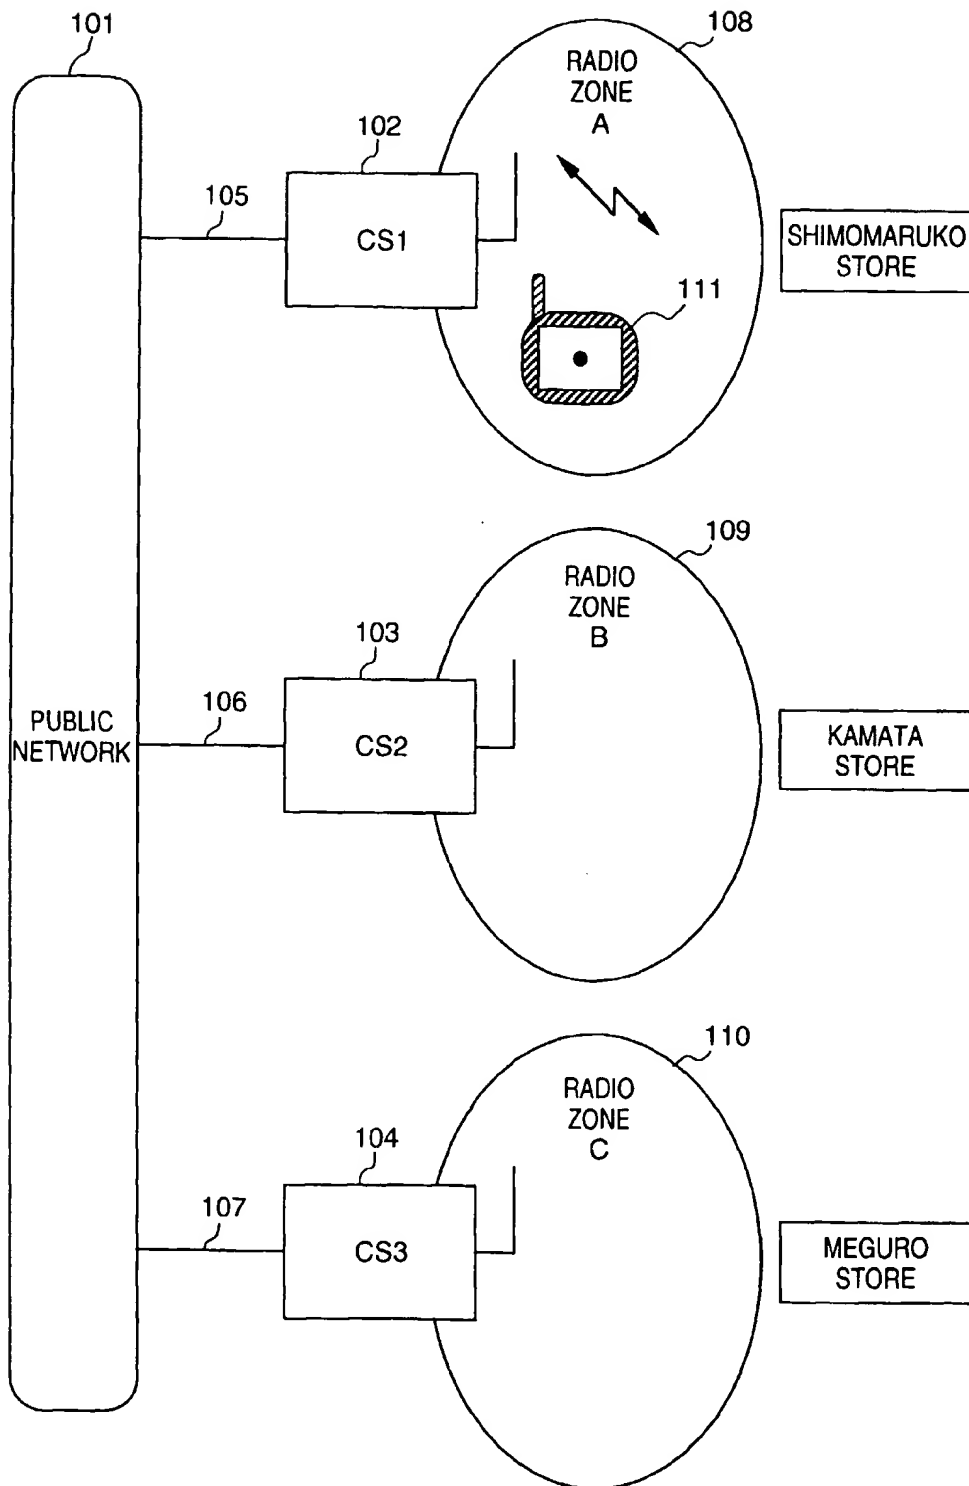 101
108
RADIO
ZONE
A
102
105
CS1
SHIMOMARUKO
STORE
111
109
RADIO
ZONE
B
103
106
PUBLIC
NETWORK
CS2
KAMATA
STORE
110
RADIO
ZONE
C
104
107
CS3
MEGURO
STORE